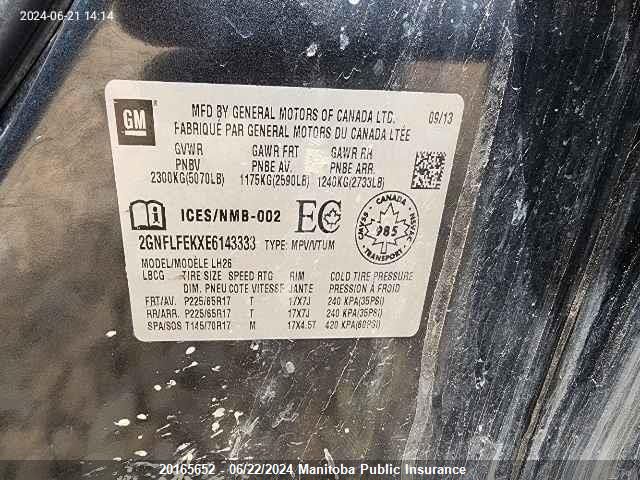 2024-06-21 14:14
GM
MFD BY GENERAL MOTORS OF CANADA LTD. 09/13
FABRIQUÉ PAR GENERAL MOTORS DU CANADA LTÉE
GVWR GAWR FRT GAWR RR
PNBV PNBE AV. PNBE ARR.
2300KG(5070LB) 1175KG(2590LB) 1240KG(2733LB)
ICES/NMB-002 EC
CANADA
CMVSS NSVAC
985
TRANSPORT
2GNFLFEKXE6143333 TYPE: MPV/VTUM
MODEL/MODÈLE LH26
LBCG TIRE SIZE SPEED RTG RIM COLD TIRE PRESSURE
DIM. PNEU COTE VITESSE JANTE PRESSION À FROID
FRT/AV. P225/65R17 T 17X7J 240 KPA(35PSI)
RR/ARR. P225/65R17 T 17X7J 240 KPA(35PSI)
SPA/SOS T145/70R17 M 17X4.5T 420 KPA(60PSI)
20165652 - 06/22/2024 Manitoba Public Insurance